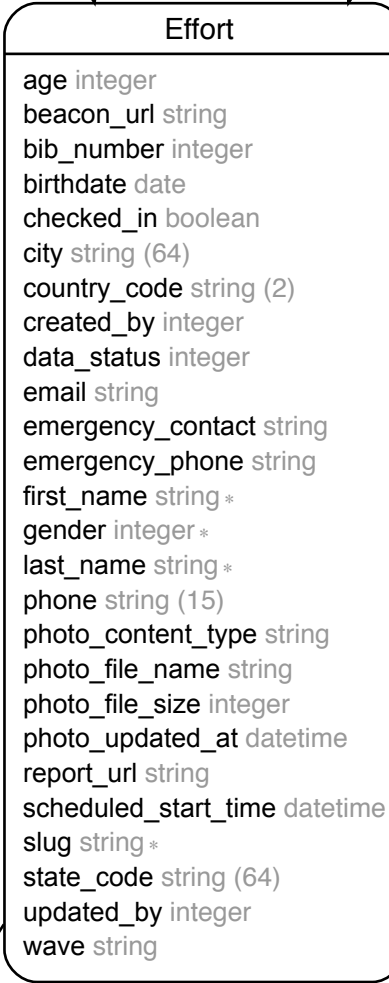 Effort
age integer
beacon_url string
bib_number integer
birthdate date
checked_in boolean
city string (64)
country_code string (2)
created_by integer
data_status integer
email string
emergency_contact string
emergency_phone string
first_name string ∗
gender integer ∗
last_name string ∗
phone string (15)
photo_content_type string
photo_file_name string
photo_file_size integer
photo_updated_at datetime
report_url string
scheduled_start_time datetime
slug string ∗
state_code string (64)
updated_by integer
wave string